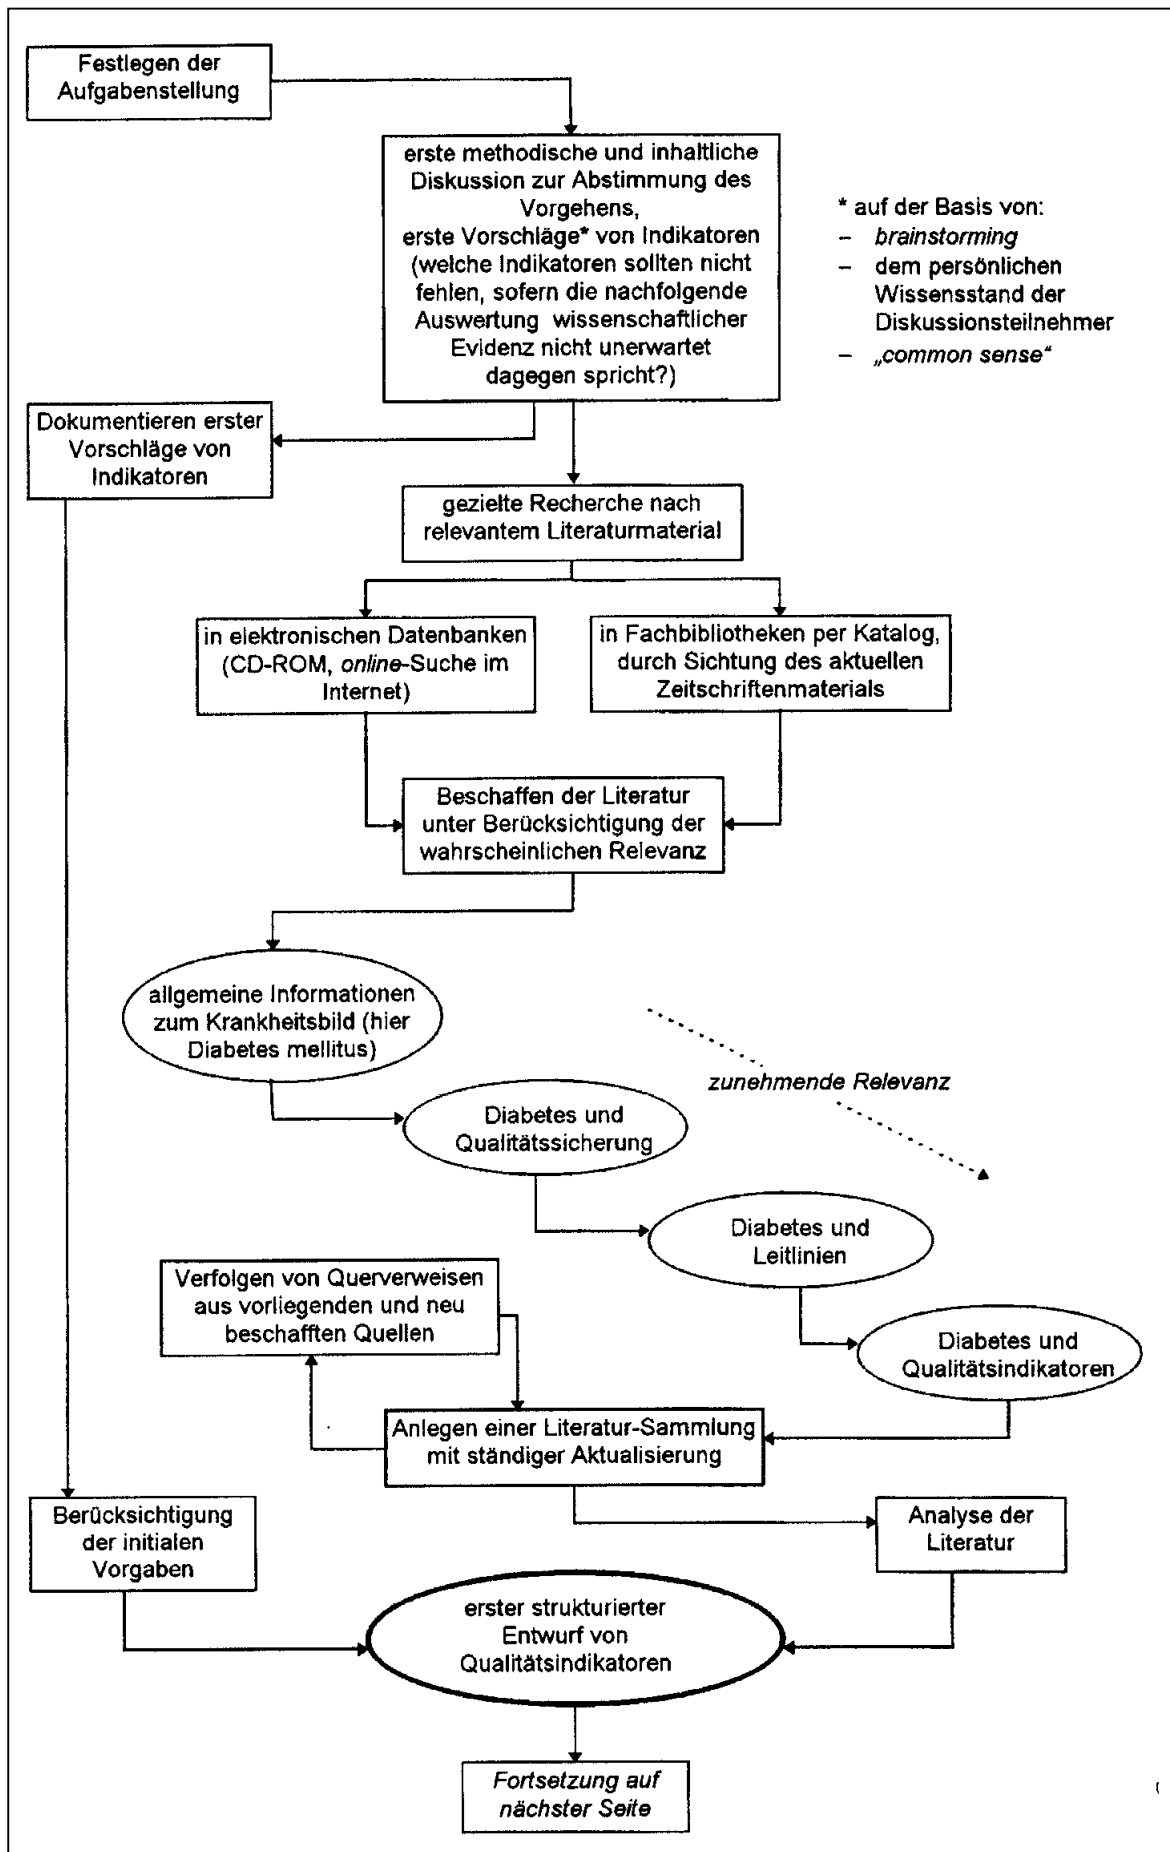 Festlegen der
Aufgabenstellung
erste methodische und inhaltliche
Diskussion zur Abstimmung des
Vorgehens,
erste Vorschläge* von Indikatoren
(welche Indikatoren sollten nicht
fehlen, sofern die nachfolgende
Auswertung wissenschaftlicher
Evidenz nicht unerwartet
dagegen spricht?)
* auf der Basis von:
– brainstorming
– dem persönlichen
Wissensstand der
Diskussionsteilnehmer
– „common sense“
Dokumentieren erster
Vorschläge von
Indikatoren
gezielte Recherche nach
relevantem Literaturmaterial
in elektronischen Datenbanken
(CD-ROM, online-Suche im
Internet)
in Fachbibliotheken per Katalog,
durch Sichtung des aktuellen
Zeitschriftenmaterials
Beschaffen der Literatur
unter Berücksichtigung der
wahrscheinlichen Relevanz
allgemeine Informationen
zum Krankheitsbild (hier
Diabetes mellitus)
zunehmende Relevanz
Diabetes und
Qualitätssicherung
Diabetes und
Leitlinien
Verfolgen von Querverweisen
aus vorliegenden und neu
beschafften Quellen
Diabetes und
Qualitätsindikatoren
Anlegen einer Literatur-Sammlung
mit ständiger Aktualisierung
Berücksichtigung
der initialen
Vorgaben
Analyse der
Literatur
erster strukturierter
Entwurf von
Qualitätsindikatoren
Fortsetzung auf
nächster Seite